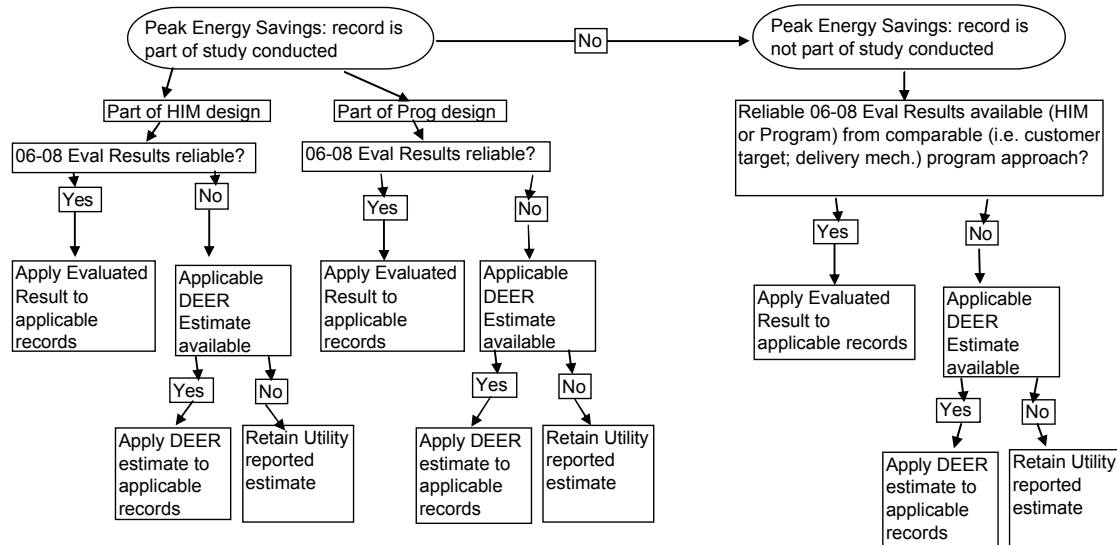 Peak Energy Savings: record is
part of study conducted
No
Peak Energy Savings: record is
not part of study conducted
Part of HIM design
Part of Prog design
06-08 Eval Results reliable?
06-08 Eval Results reliable?
Reliable 06-08 Eval Results available (HIM
or Program) from comparable (i.e. customer
target; delivery mech.) program approach?
Yes
No
Yes
No
Yes
No
Apply Evaluated
Result to
applicable
records
Applicable
DEER
Estimate
available
Apply Evaluated
Result to
applicable
records
Applicable
DEER
Estimate
available
Apply Evaluated
Result to
applicable records
Applicable
DEER
Estimate
available
Yes
No
Yes
No
Yes
No
Apply DEER
estimate to
applicable
records
Retain Utility
reported
estimate
Apply DEER
estimate to
applicable
records
Retain Utility
reported
estimate
Apply DEER
estimate to
applicable
records
Retain Utility
reported
estimate